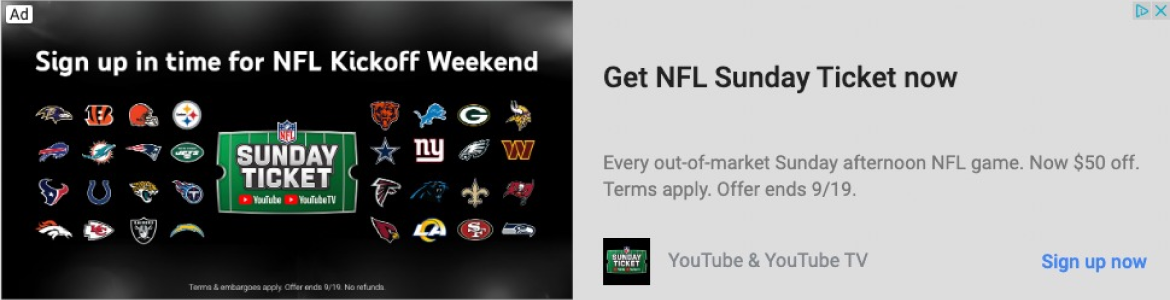 Ad
Sign up in time for NFL Kickoff Weekend
NFL
SUNDAY
TICKET
YouTube YouTubeTV
ny
G
W
Terms & embargoes apply. Offer ends 9/19. No refunds.
Get NFL Sunday Ticket now
Every out-of-market Sunday afternoon NFL game. Now $50 off.
Terms apply. Offer ends 9/19.
SUNDAY
TICKET
YouTube & YouTube TV
Sign up now